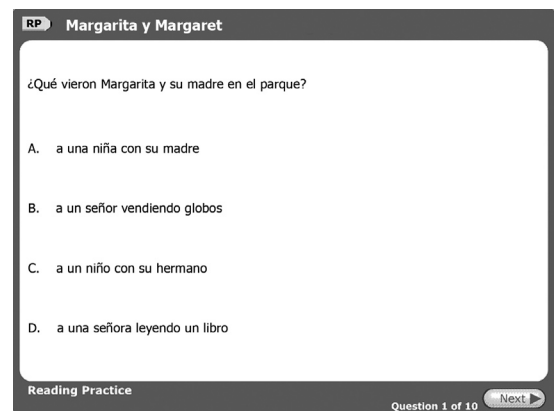 RP Margarita y Margaret
¿Qué vieron Margarita y su madre en el parque?
A. a una niña con su madre
B. a un señor vendiendo globos
C. a un niño con su hermano
D. a una señora leyendo un libro
Reading Practice
Question 1 of 10 Next